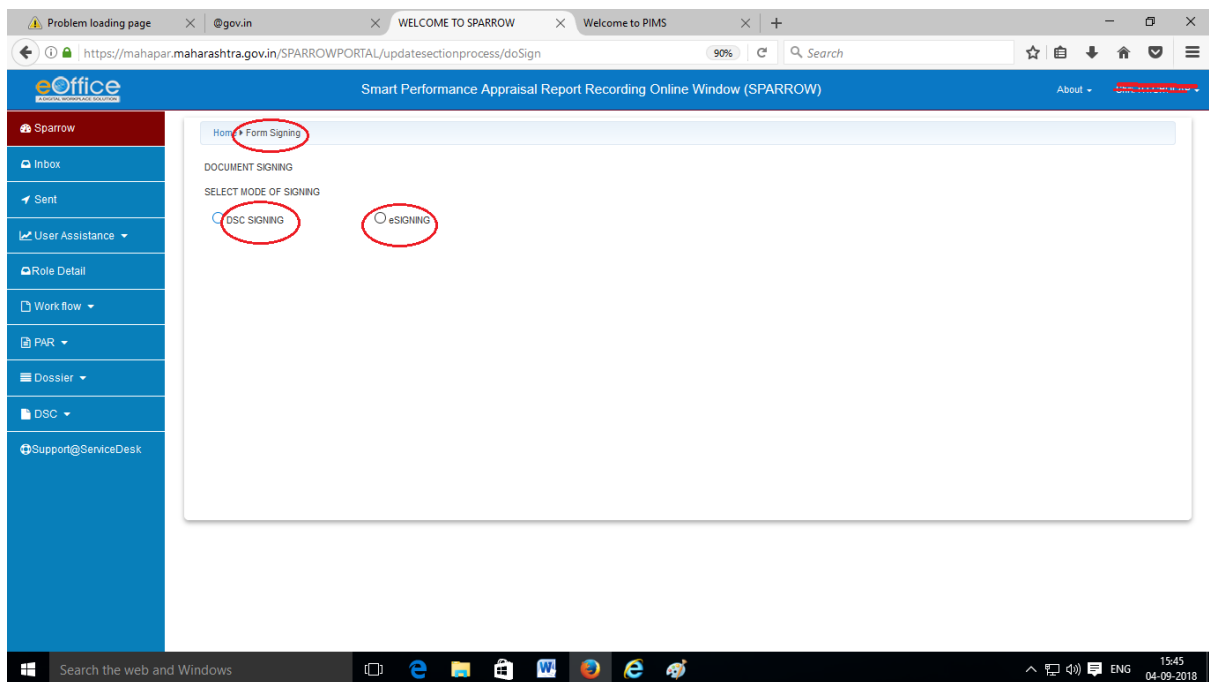 Problem loading page
@gov.in
WELCOME TO SPARROW
Welcome to PIMS
https://mahapar.maharashtra.gov.in/SPARROWPORTAL/updatesectionprocess/doSign
90%
Search
eOffice
A DIGITAL WORKPLACE SOLUTION
Smart Performance Appraisal Report Recording Online Window (SPARROW)
About
Sparrow
Inbox
Sent
User Assistance
Role Detail
Work flow
PAR
Dossier
DSC
Support@ServiceDesk
Home Form Signing
DOCUMENT SIGNING
SELECT MODE OF SIGNING
DSC SIGNING
eSIGNING
Search the web and Windows
ENG
15:45
04-09-2018